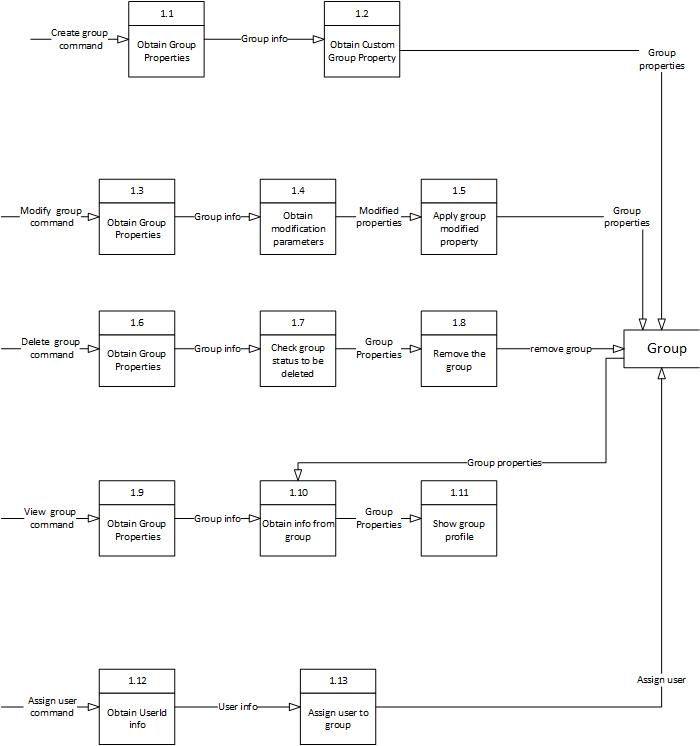 1.1
1.2
Create group
command
Obtain Group
Properties
Group info
Obtain Custom
Group Property
Group
properties
1.3
1.4
1.5
Modify group
command
Obtain Group
Properties
Group info
Obtain
modification
parameters
Modified
properties
Apply group
modified
property
Group
properties
1.6
1.7
1.8
Delete group
command
Obtain Group
Properties
Group info
Check group
status to be
deleted
Group
Properties
Remove the
group
remove group
Group
Group properties
1.9
1.10
1.11
View group
command
Obtain Group
Properties
Group info
Obtain info from
group
Group
Properties
Show group
profile
1.12
1.13
Assign user
Assign user
command
Obtain UserId
info
User info
Assign user to
group